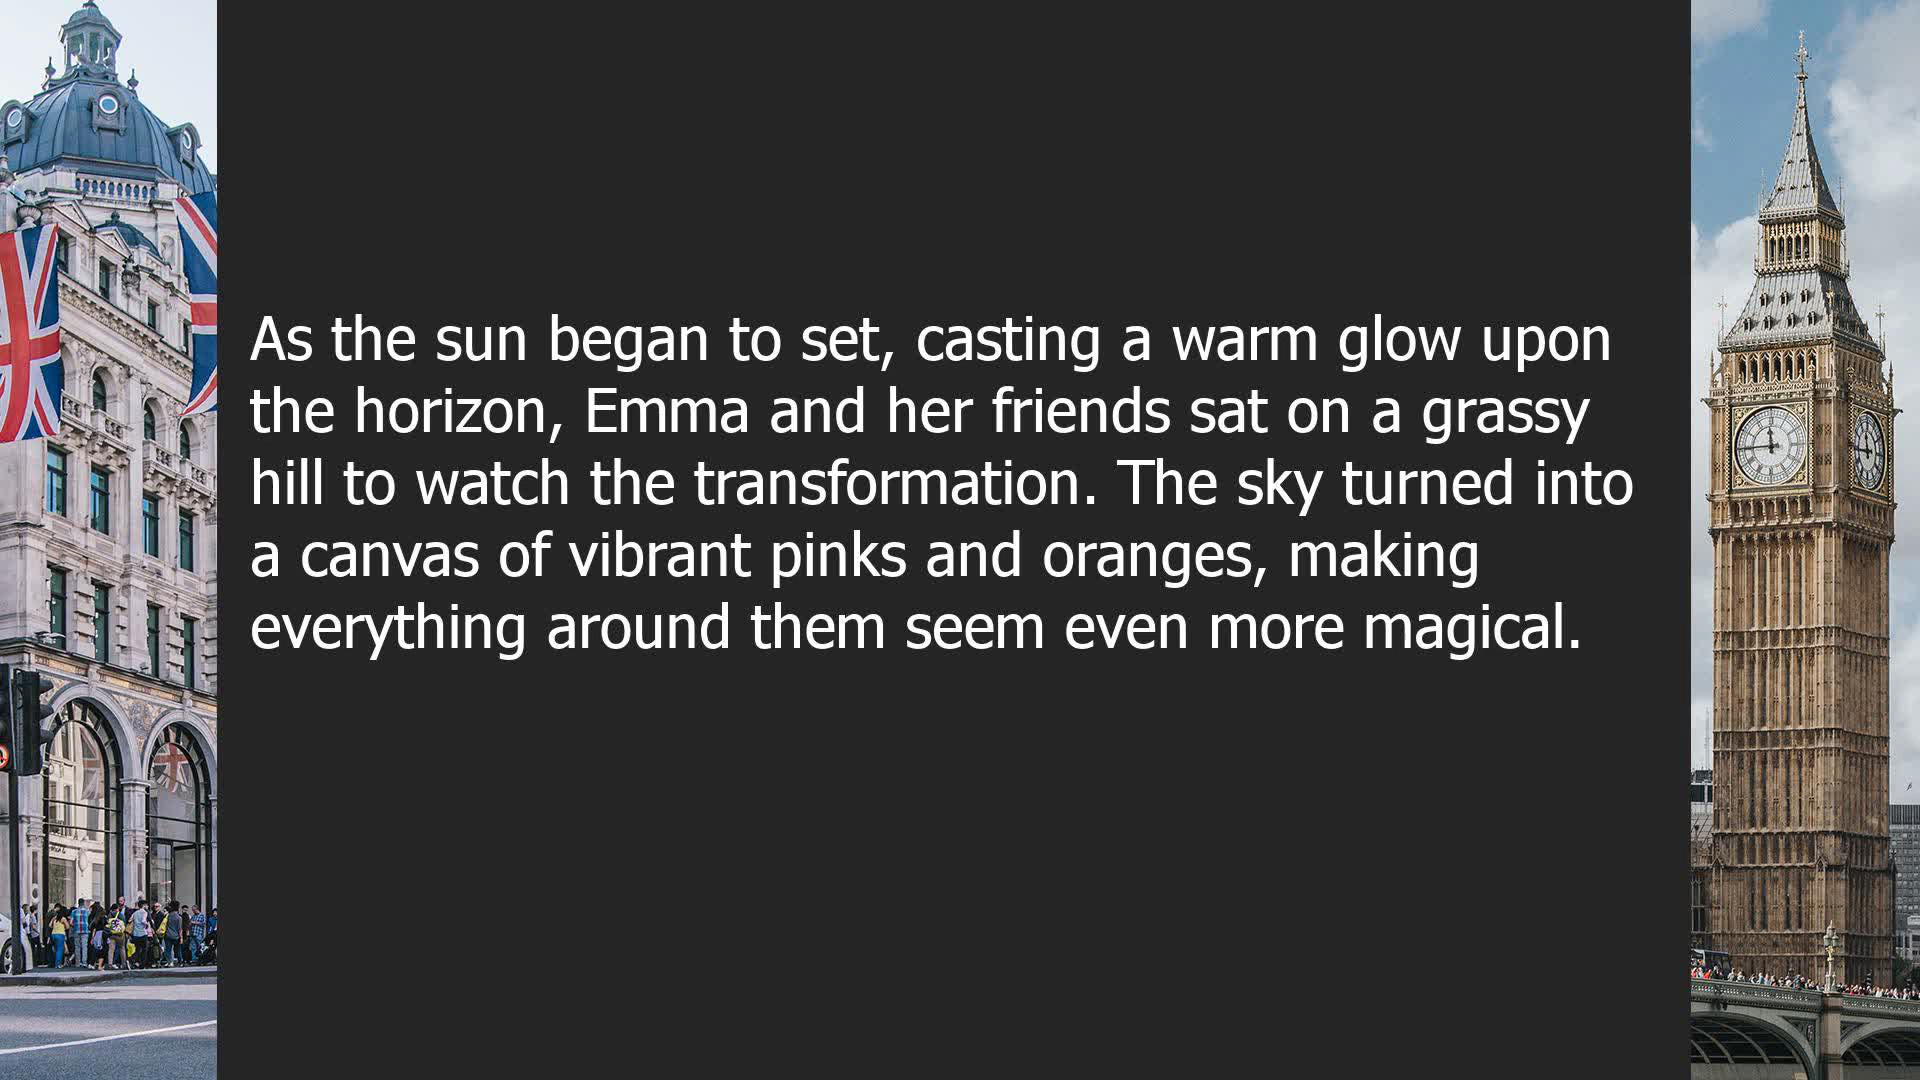 As the sun began to set, casting a warm glow upon
the horizon, Emma and her friends sat on a grassy
hill to watch the transformation. The sky turned into
a canvas of vibrant pinks and oranges, making
everything around them seem even more magical.